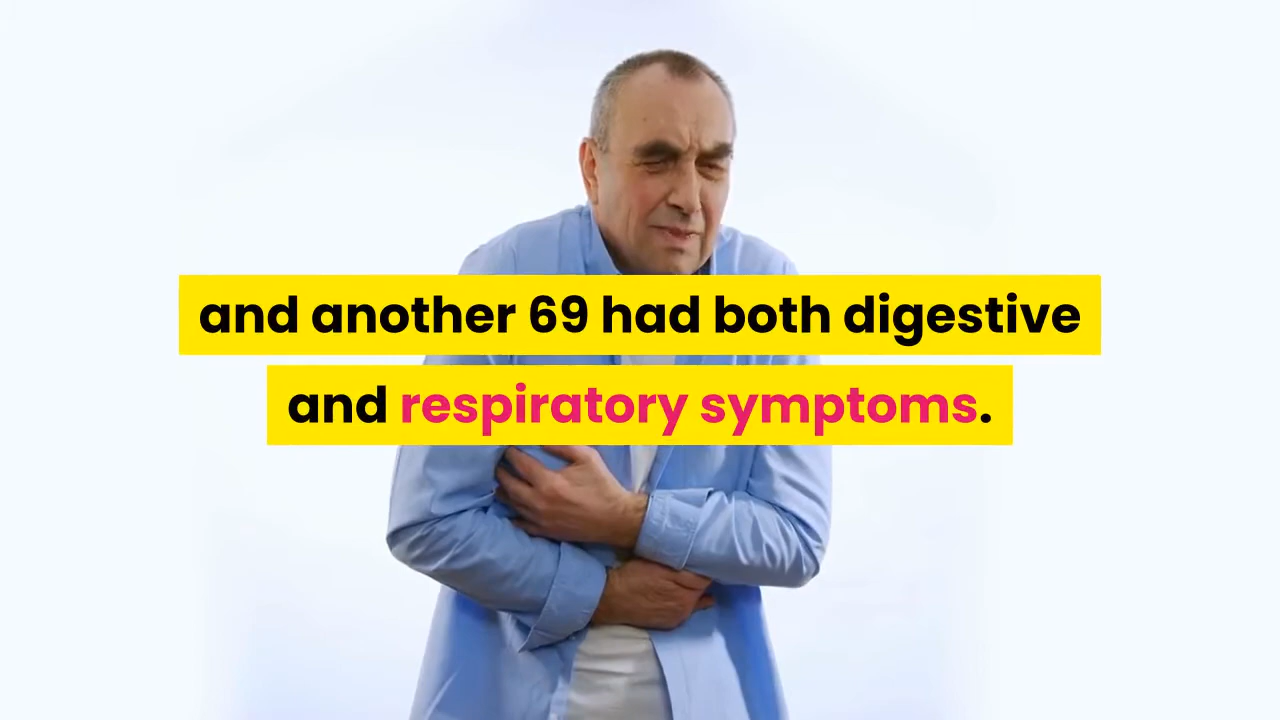 and another 69 had both digestive
and respiratory symptoms.